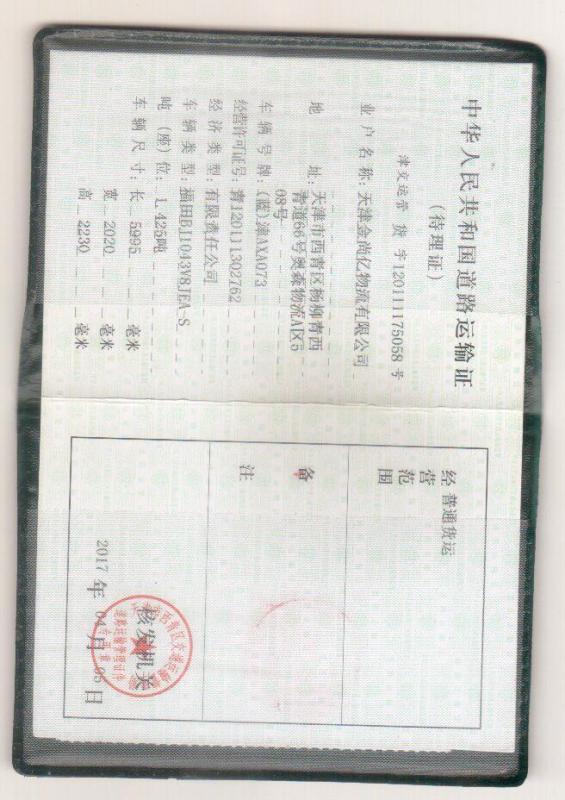 中华人民共和国道路运输证
（待理证）
津交运管 货 字120111175058 号
业户名称：天津金尚亿物流有限公司
地 址：天津市西青区杨柳青西
青道66号奥森物流A区5
08号
车辆号牌：(蓝)津AXA073
经营许可证号：青120111302762
经济类型：有限责任公司
车辆类型：福田BJ1043V8JEA-S
吨（座）位：1.425吨
车辆尺寸：长 5995 毫米
宽 2020 毫米
高 2230 毫米
经营范围
普通货运
备
注
核发机关
2017 年 04月 05 日